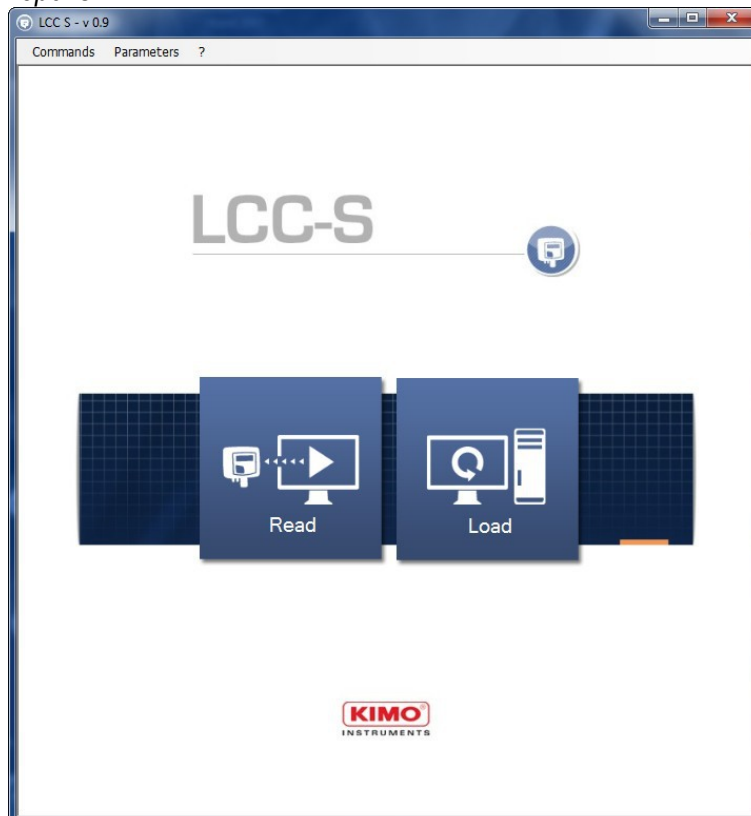 LCC S - v 0.9
Commands Parameters ?
LCC-S
Read Load
KIMO®
INSTRUMENTS